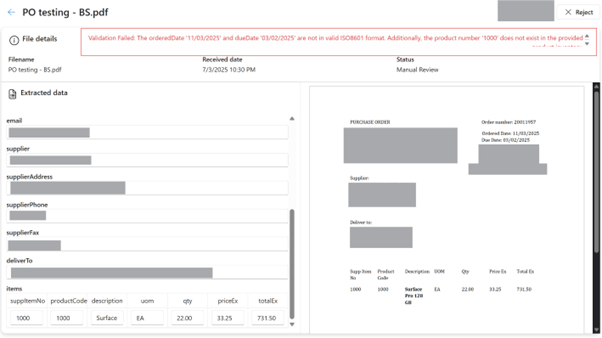 PO testing - BS.pdf
Reject
File details
Validation Failed: The orderedDate '11/03/2025' and dueDate '03/02/2025' are not in valid ISO8601 format. Additionally, the product number '1000' does not exist in the provided
Filename
Received date
Status
PO testing - BS.pdf
7/3/2025 10:30 PM
Manual Review
Extracted data
email
supplier
supplierAddress
supplierPhone
supplierFax
deliverTo
items
suppItemNo productCode description uom qty priceEx totalEx
1000 1000 Surface EA 22.00 33.25 731.50
PURCHASE ORDER
Order number: 20011957
Ordered Date: 11/03/2025
Due Date: 03/02/2025
Supplier:
Deliver to:
Supp Item No Product Code Description UOM Qty Price Ex Total Ex
1000 1000 Surface Pro 128 GB EA 22.00 33.25 731.50